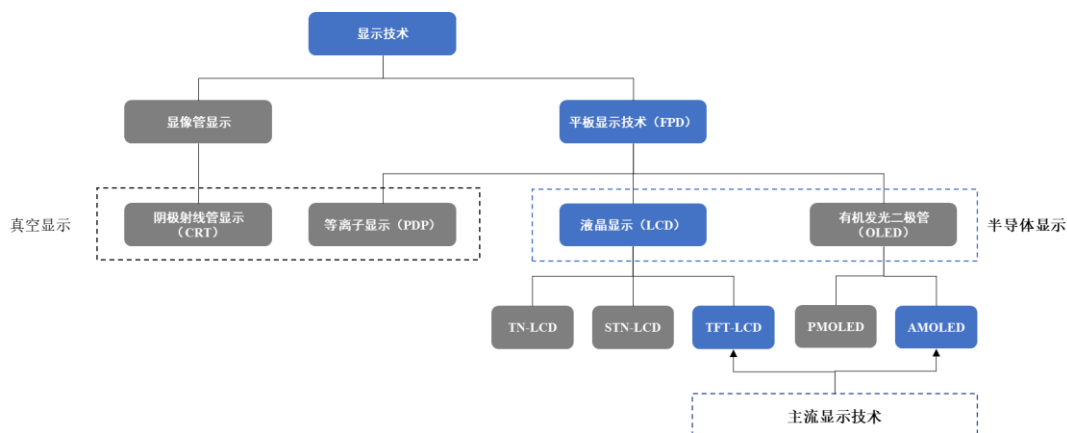 显示技术
显像管显示
平板显示技术（FPD）
真空显示
阴极射线管显示
（CRT）
等离子显示（PDP）
液晶显示（LCD）
有机发光二极管
（OLED）
半导体显示
TN-LCD
STN-LCD
TFT-LCD
PMOLED
AMOLED
主流显示技术